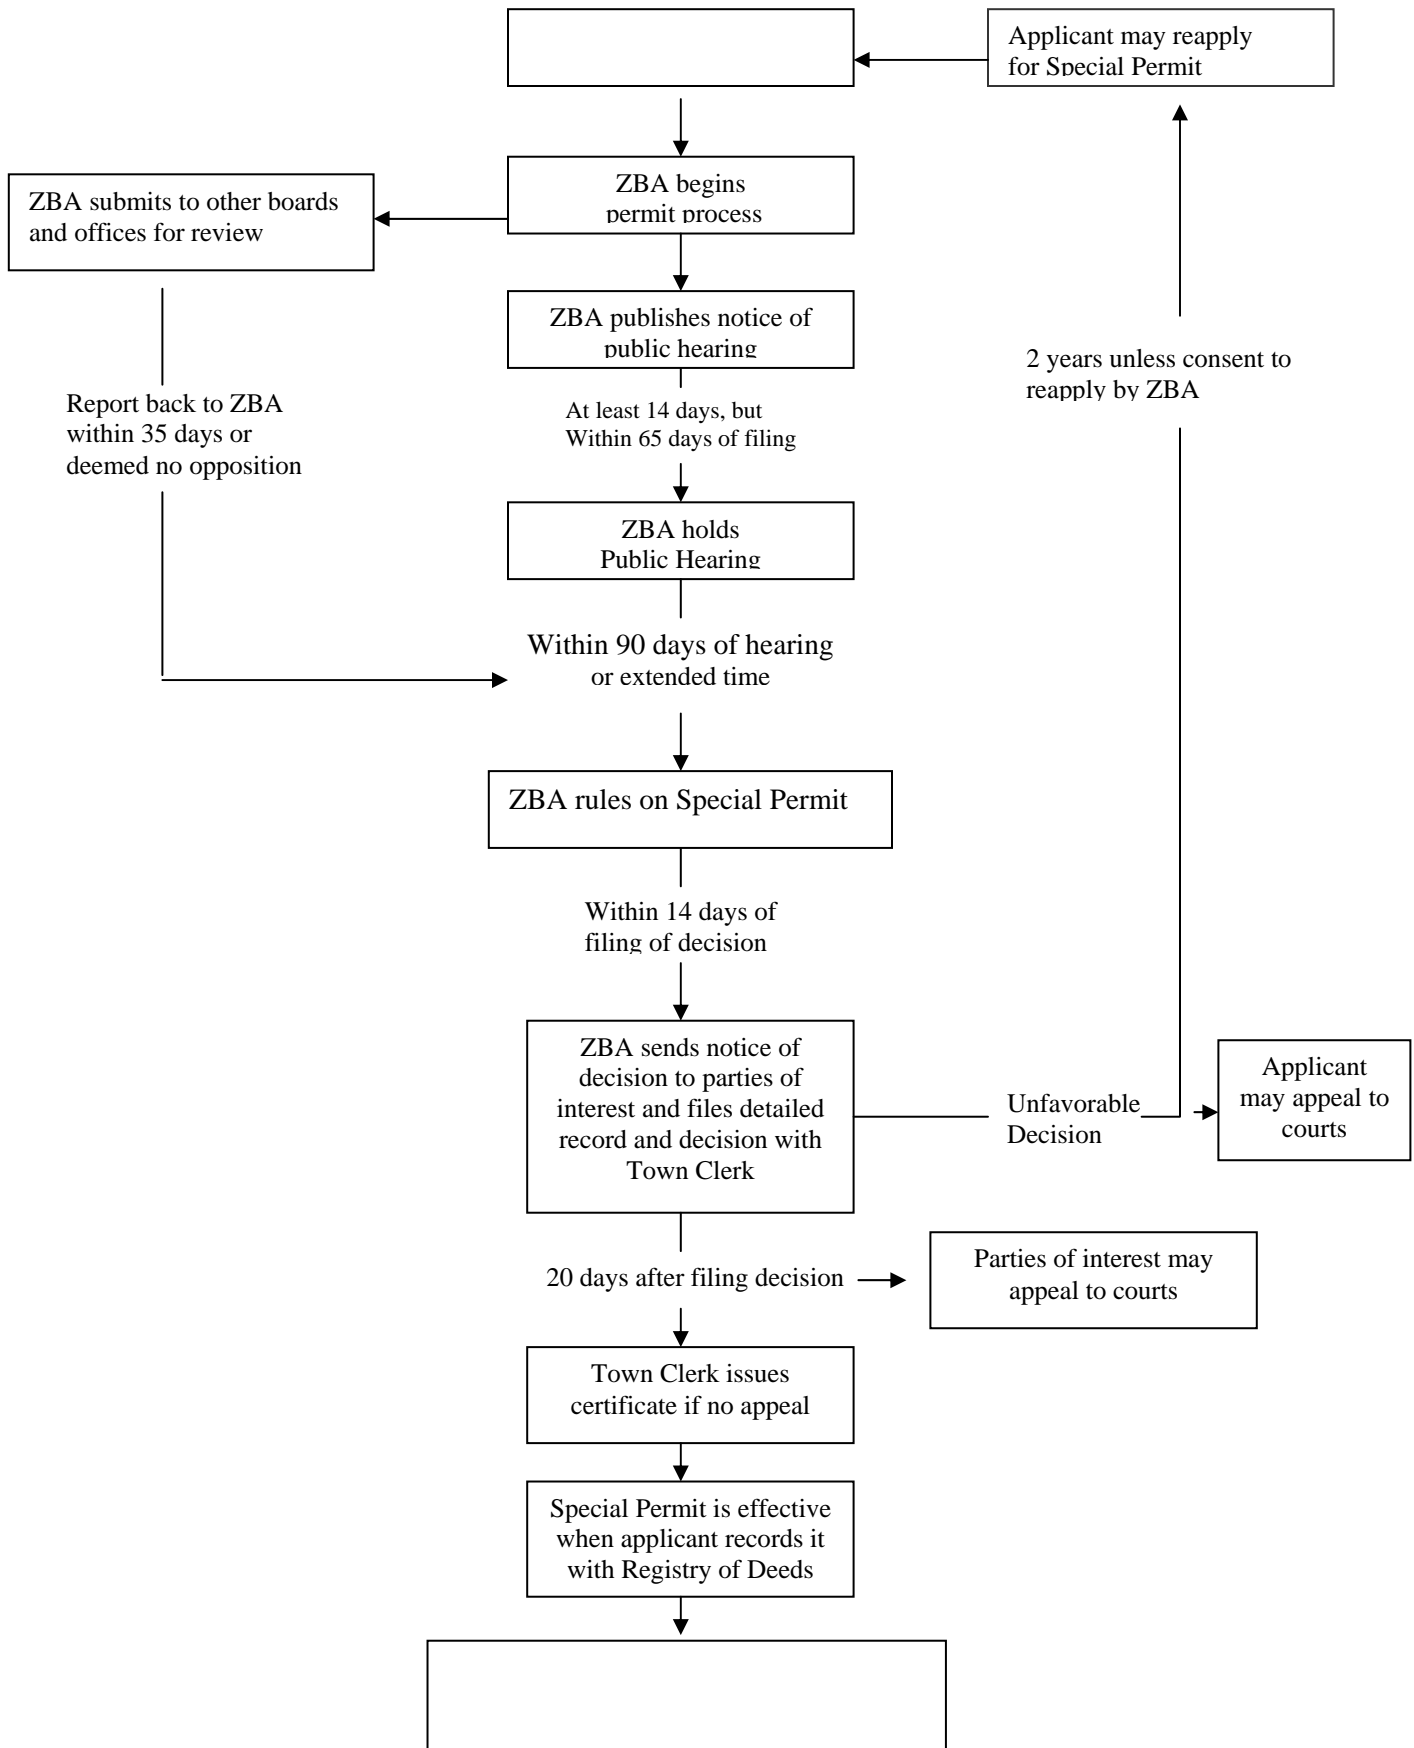 Applicant may reapply
for Special Permit
ZBA begins
permit process
ZBA submits to other boards
and offices for review
ZBA publishes notice of
public hearing
2 years unless consent to
reapply by ZBA
Report back to ZBA
within 35 days or
deemed no opposition
At least 14 days, but
Within 65 days of filing
ZBA holds
Public Hearing
Within 90 days of hearing
or extended time
ZBA rules on Special Permit
Within 14 days of
filing of decision
ZBA sends notice of
decision to parties of
interest and files detailed
record and decision with
Town Clerk
Unfavorable
Decision
Applicant
may appeal to
courts
20 days after filing decision
Parties of interest may
appeal to courts
Town Clerk issues
certificate if no appeal
Special Permit is effective
when applicant records it
with Registry of Deeds